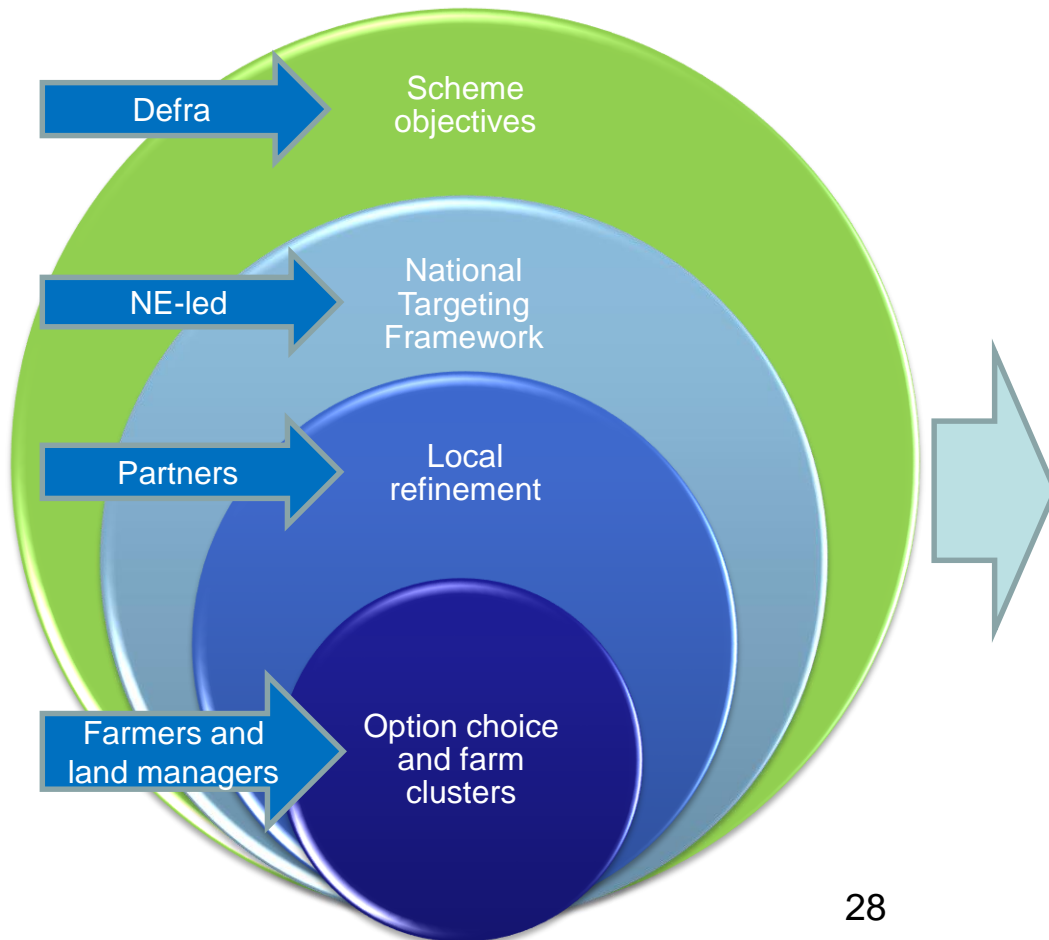 Defra
Scheme
objectives
NE-led
National
Targeting
Framework
Partners
Local
refinement
Farmers and
land managers
Option choice
and farm
clusters
28